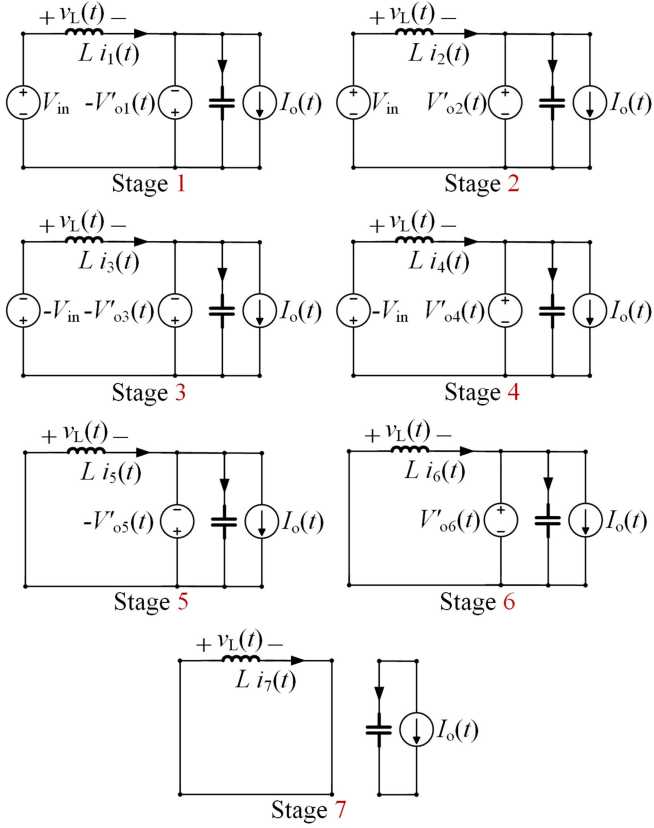 + vL(t) − + vL(t) −
L i1(t) L i2(t)
+ − Vin -V′o1(t) − + Io(t) + − Vin V′o2(t) + − Io(t)
Stage 1 Stage 2
+ vL(t) − + vL(t) −
L i3(t) L i4(t)
− + -Vin -V′o3(t) − + Io(t) − + -Vin V′o4(t) + − Io(t)
Stage 3 Stage 4
+ vL(t) − + vL(t) −
L i5(t) L i6(t)
-V′o5(t) − + Io(t) V′o6(t) + − Io(t)
Stage 5 Stage 6
+ vL(t) −
L i7(t)
Io(t)
Stage 7